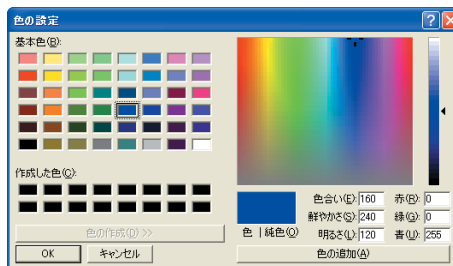 色の設定
基本色(B):
作成した色(C):
色の作成(D) >>
OK キャンセル
色 | 純色(O)
色合い(E): 160 赤(R): 0
鮮やかさ(S): 240 緑(G): 0
明るさ(L): 120 青(U): 255
色の追加(A)